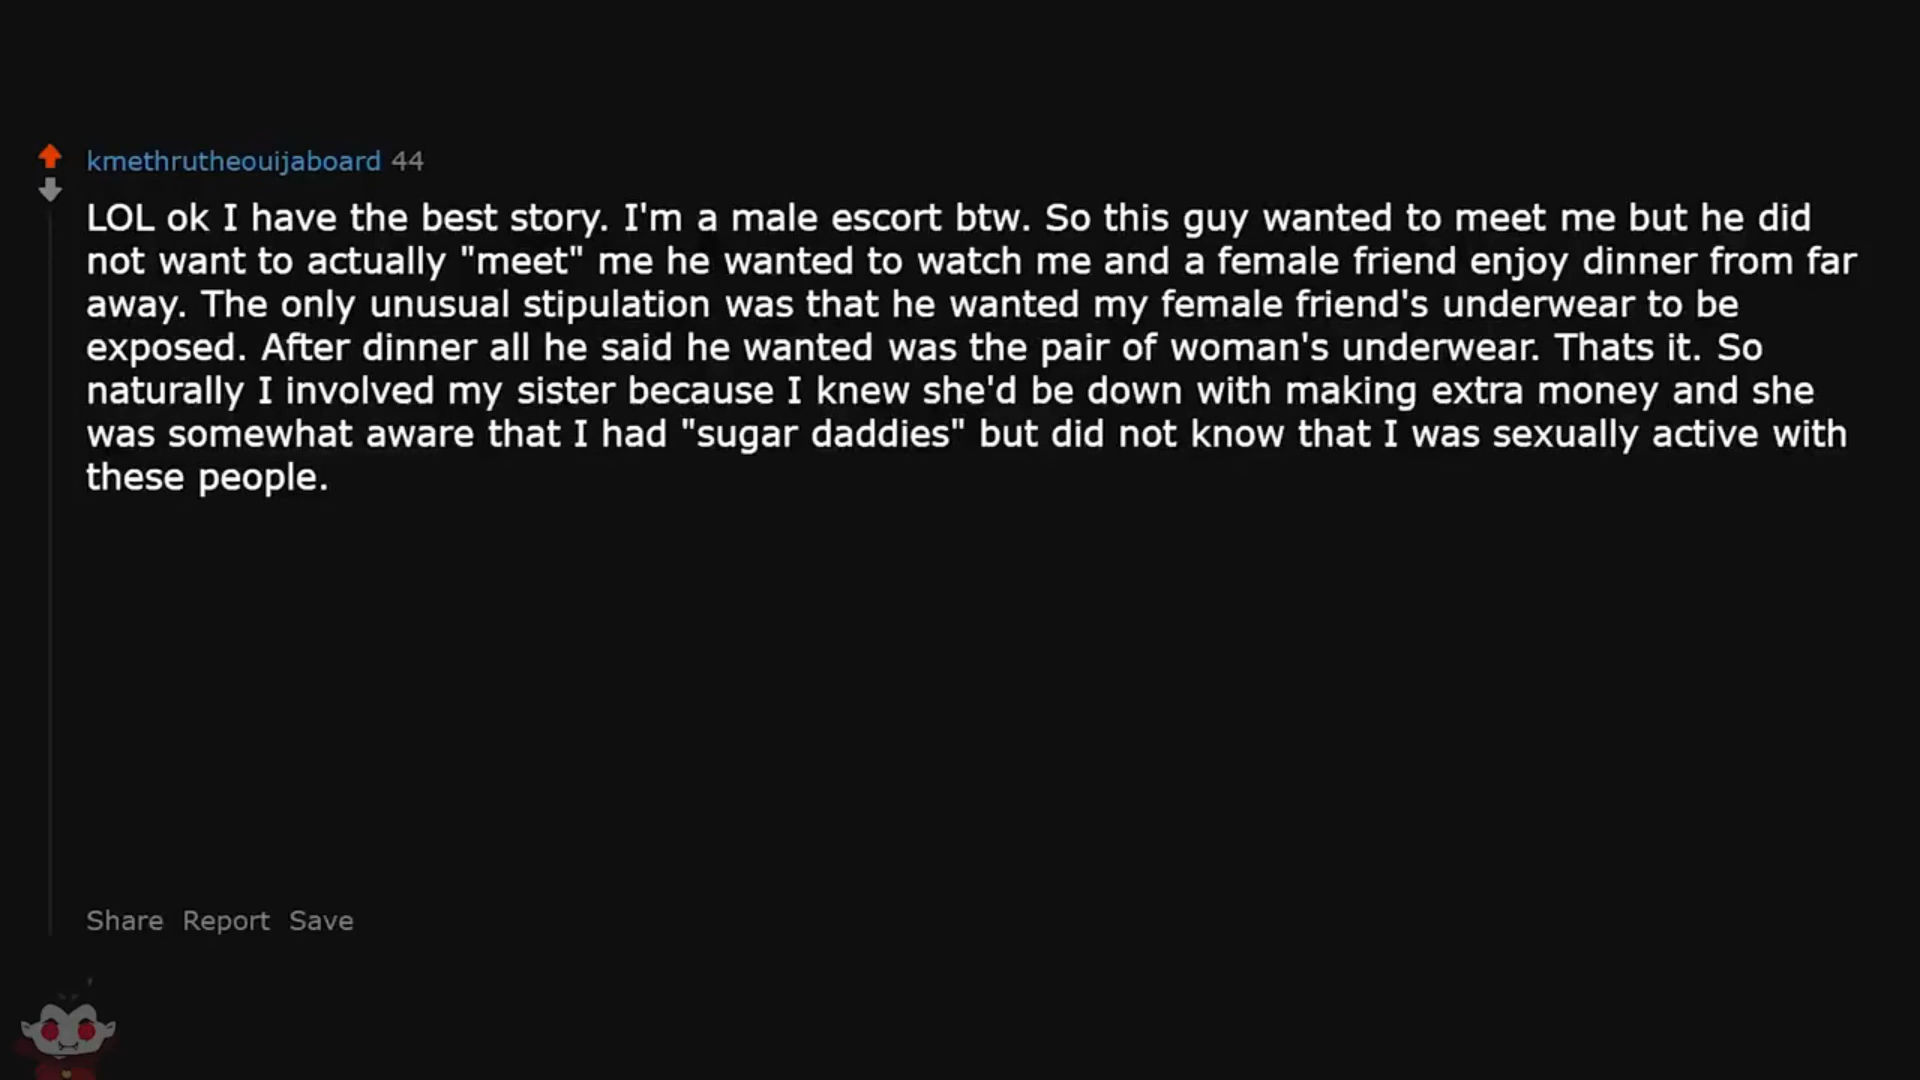 kmethrutheouijaboard 44
LOL ok I have the best story. I'm a male escort btw. So this guy wanted to meet me but he did
not want to actually "meet" me he wanted to watch me and a female friend enjoy dinner from far
away. The only unusual stipulation was that he wanted my female friend's underwear to be
exposed. After dinner all he said he wanted was the pair of woman's underwear. Thats it. So
naturally I involved my sister because I knew she'd be down with making extra money and she
was somewhat aware that I had "sugar daddies" but did not know that I was sexually active with
these people.
Share Report Save